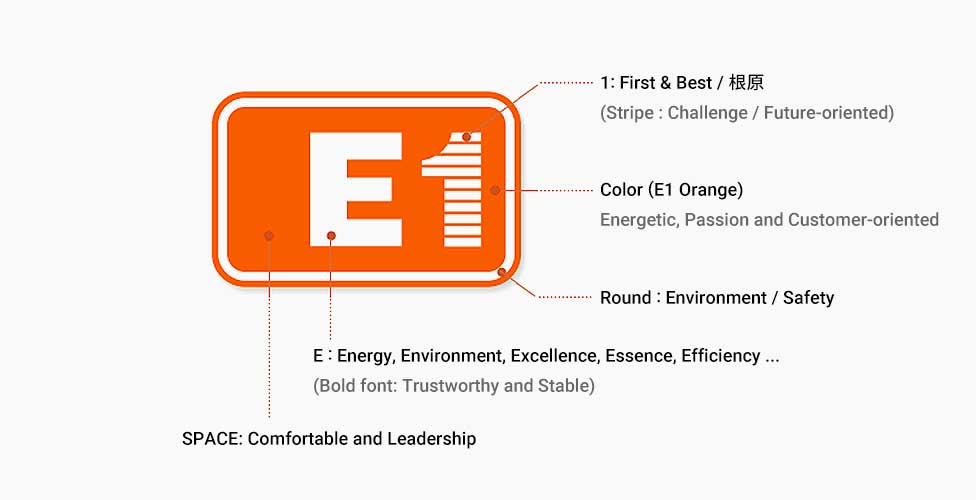 E1
1: First & Best / 根原
(Stripe : Challenge / Future-oriented)
Color (E1 Orange)
Energetic, Passion and Customer-oriented
Round : Environment / Safety
E : Energy, Environment, Excellence, Essence, Efficiency ...
(Bold font: Trustworthy and Stable)
SPACE: Comfortable and Leadership